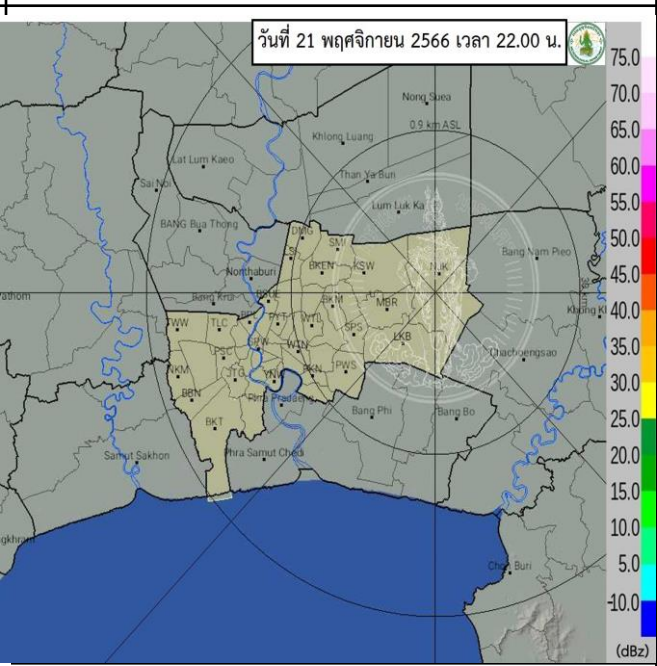 วันที่ 21 พฤศจิกายน 2566 เวลา 22.00 น.
75.0
Nong Suea
70.0
0.9 km ASL
65.0
Khlong Luang
Lat Lum Kaeo
60.0
Than Ya Buri
Sai Noi
55.0
Lum Luk Ka
BANG Bua Thong
50.0
DMG
SMI
LSI
Bang Nam Prieo
45.0
Nonthaburi
BKEN
KSW
NJK
40.0
Bang Kruai
BKM
MBR
35.0
TWW
TLC
PYT
WTL
SPS
LKB
30.0
PSC
WTN
Chachoengsao
25.0
NKM
JTG
YNW
PKN
PWS
BBN
Phra Pradaeng
20.0
BKT
Bang Phi
Bang Bo
15.0
Samut Sakhon
Phra Samut Chedi
10.0
5.0
Chon Buri
-10.0
(dBz)